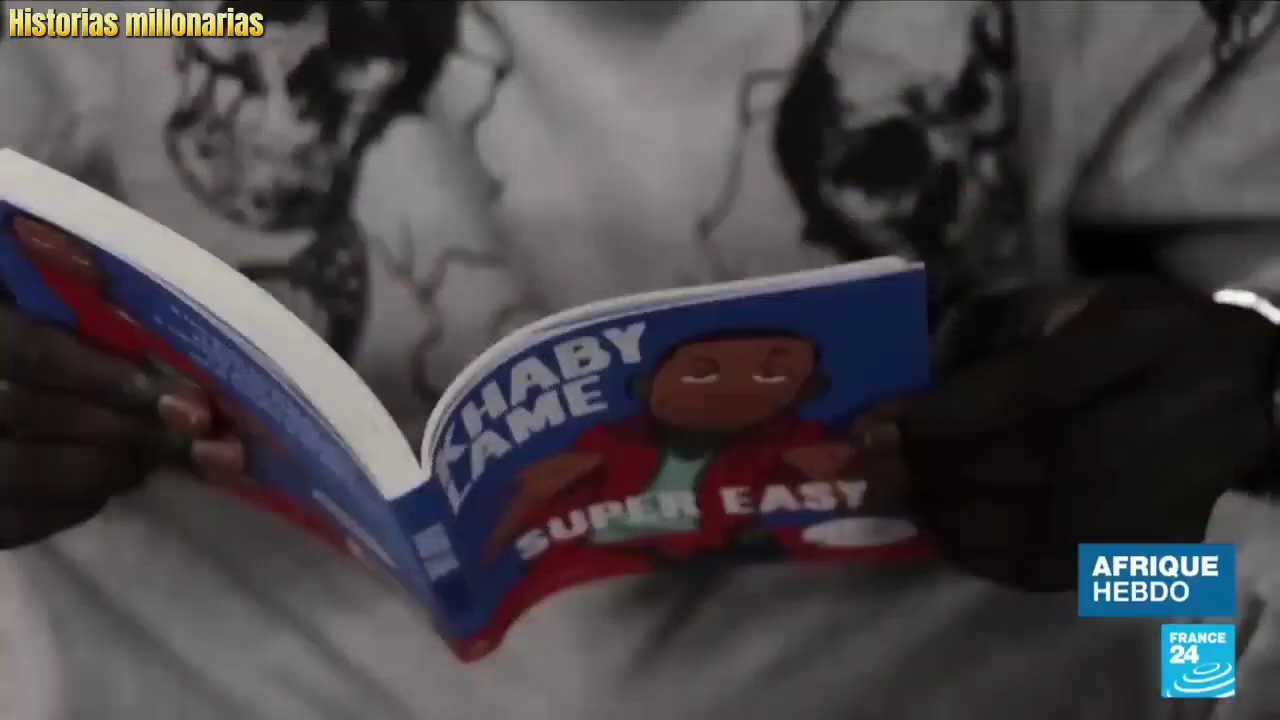 Historias millonarias
KHABY
LAME
SUPER EASY
AFRIQUE
HEBDO
FRANCE
24